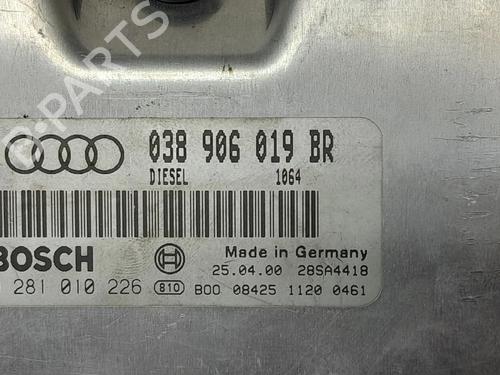 038 906 019 BR
DIESEL 1064
BOSCH
Made in Germany
25.04.00 28SA4418
281 010 226 810 B00 08425 1120 0461
D-PARTS